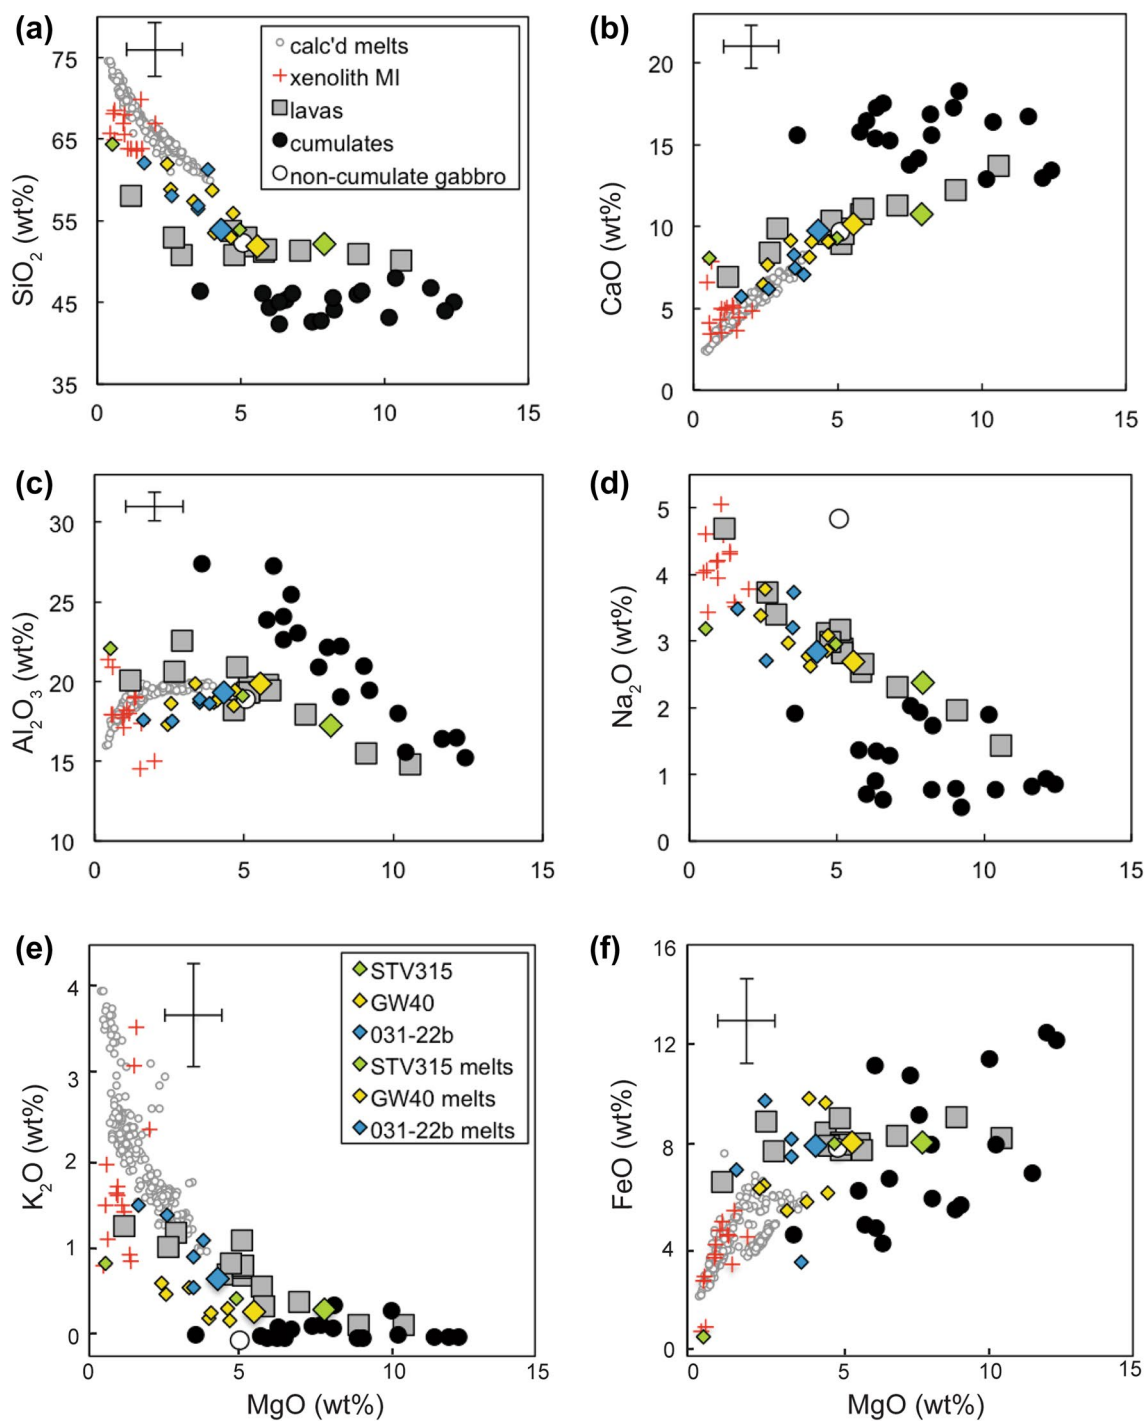 (a)
75
65
55
45
35
SiO₂ (wt%)
0 5 10 15
calc'd melts
xenolith MI
lavas
cumulates
non-cumulate gabbro
(b)
20
15
10
5
0
CaO (wt%)
0 5 10 15
(c)
30
25
20
15
10
Al₂O₃ (wt%)
0 5 10 15
(d)
5
4
3
2
1
0
Na₂O (wt%)
0 5 10 15
(e)
4
3
2
1
0
K₂O (wt%)
0 5 10 15
MgO (wt%)
STV315
GW40
031-22b
STV315 melts
GW40 melts
031-22b melts
(f)
16
12
8
4
0
FeO (wt%)
0 5 10 15
MgO (wt%)